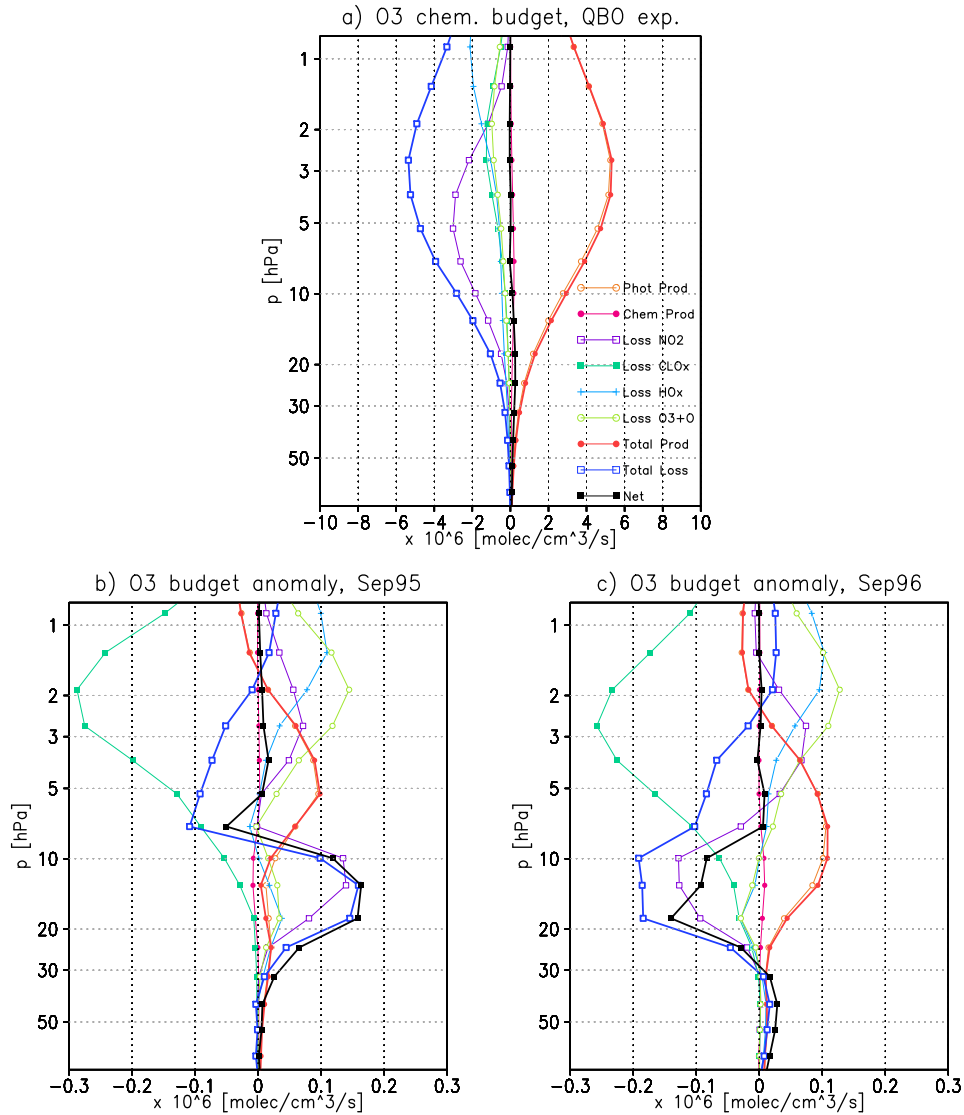 a) O3 chem. budget, QBO exp.
1
2
3
5
10
20
30
50
p [hPa]
Phot Prod
Chem Prod
Loss NO2
Loss CLOx
Loss HOx
Loss O3+O
Total Prod
Total Loss
Net
-10 -8 -6 -4 -2 0 2 4 6 8 10
x 10^6 [molec/cm^3/s]
b) O3 budget anomaly, Sep95
1
2
3
5
10
20
30
50
p [hPa]
-0.3 -0.2 -0.1 0 0.1 0.2 0.3
x 10^6 [molec/cm^3/s]
c) O3 budget anomaly, Sep96
1
2
3
5
10
20
30
50
p [hPa]
-0.3 -0.2 -0.1 0 0.1 0.2 0.3
x 10^6 [molec/cm^3/s]